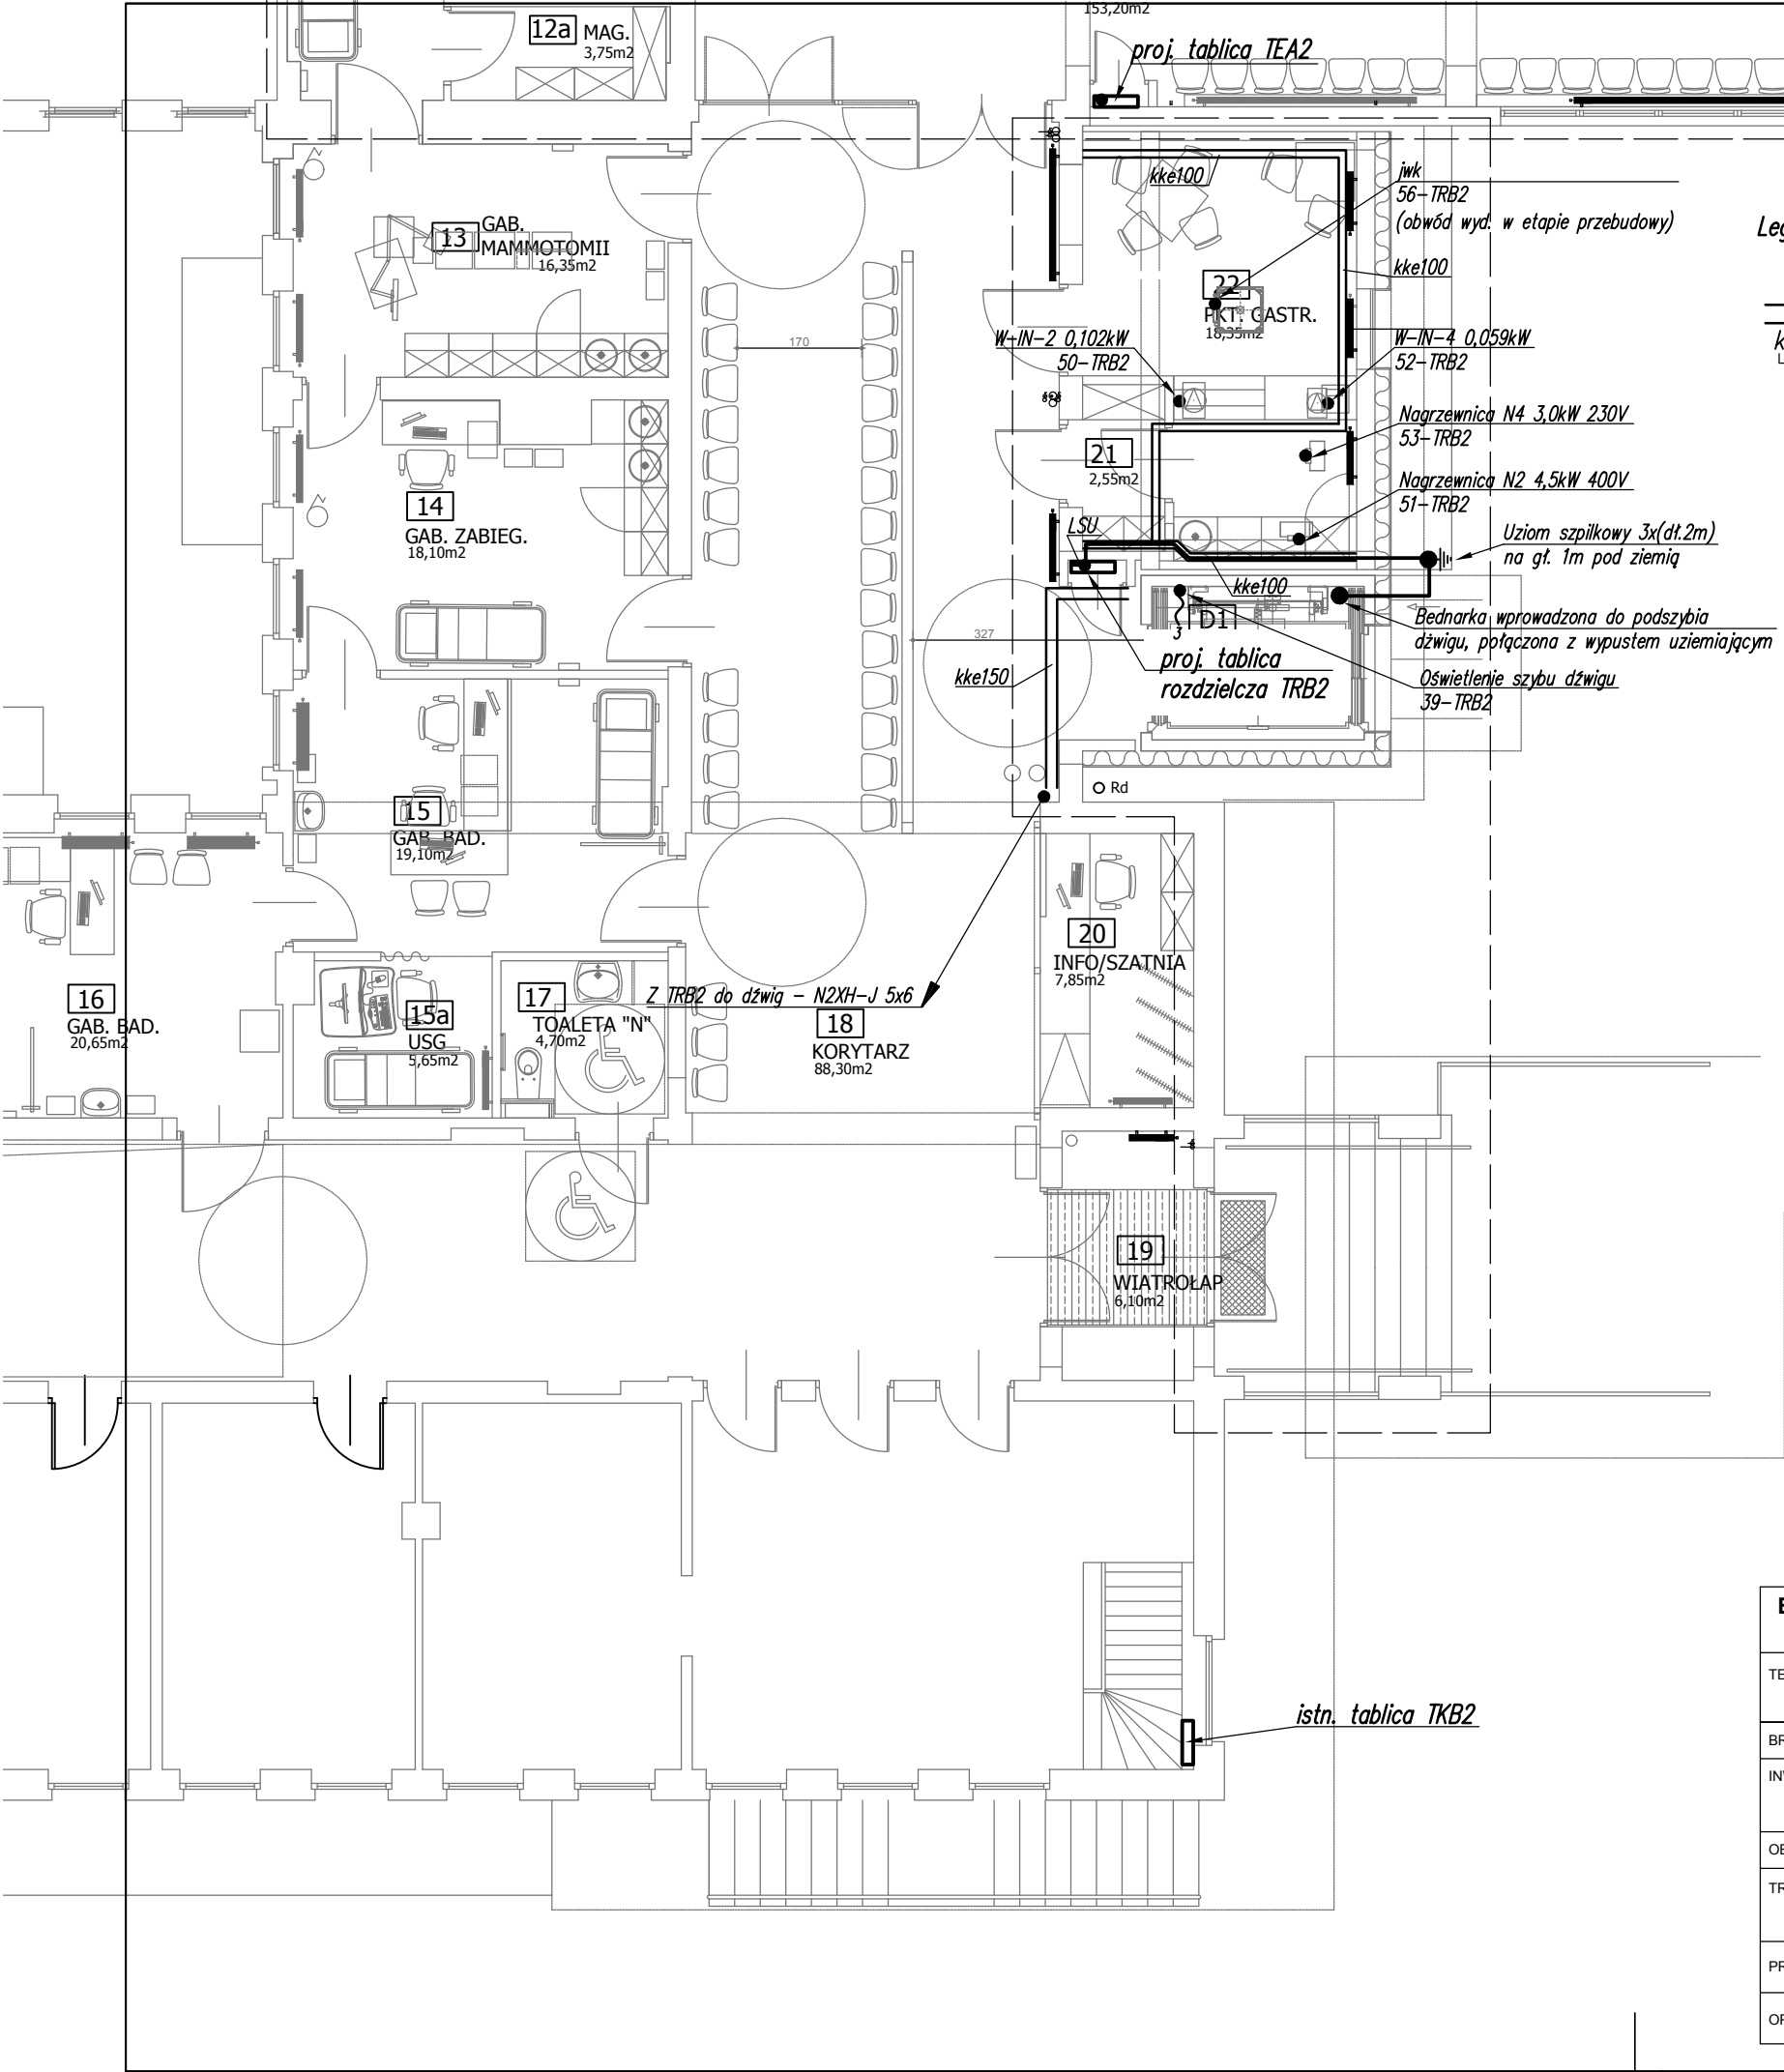 153,20m2
12a MAG.
3,75m2
proj. tablica TEA2
13 GAB.
MAMMOTOMII
16,35m2
kke100
jwk
56-TRB2
(obwód wyd. w etapie przebudowy)
kke100
22
PKT. GASTR.
18,35m2
170
W-IN-2 0,102kW
50-TRB2
W-IN-4 0,059kW
52-TRB2
Nagrzewnica N4 3,0kW 230V
53-TRB2
21
2,55m2
Nagrzewnica N2 4,5kW 400V
51-TRB2
14
GAB. ZABIEG.
18,10m2
LSU
Uziom szpilkowy 3x(dł.2m)
na gł. 1m pod ziemią
kke100
D1
3
327
Bednarka wprowadzona do podszybia
dźwigu, połączona z wypustem uziemiającym
proj. tablica
rozdzielcza TRB2
kke150
Oświetlenie szybu dźwigu
39-TRB2
Rd
15
GAB. BAD.
19,10m2
20
INFO/SZATNIA
7,85m2
16
GAB. BAD.
20,65m2
15a
USG
5,65m2
17
TOALETA "N"
4,70m2
Z TRB2 do dźwig - N2XH-J 5x6
18
KORYTARZ
88,30m2
19
WIATROŁAP
6,10m2
istn. tablica TKB2